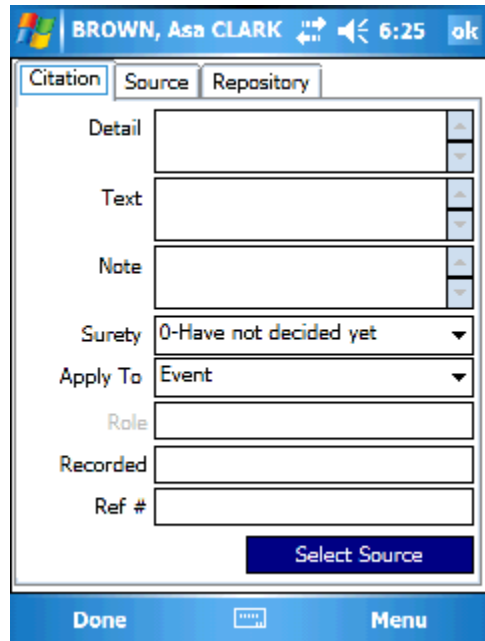 BROWN, Asa CLARK 6:25 ok
Citation Source Repository
Detail
Text
Note
Surety 0-Have not decided yet
Apply To Event
Role
Recorded
Ref #
Select Source
Done Menu